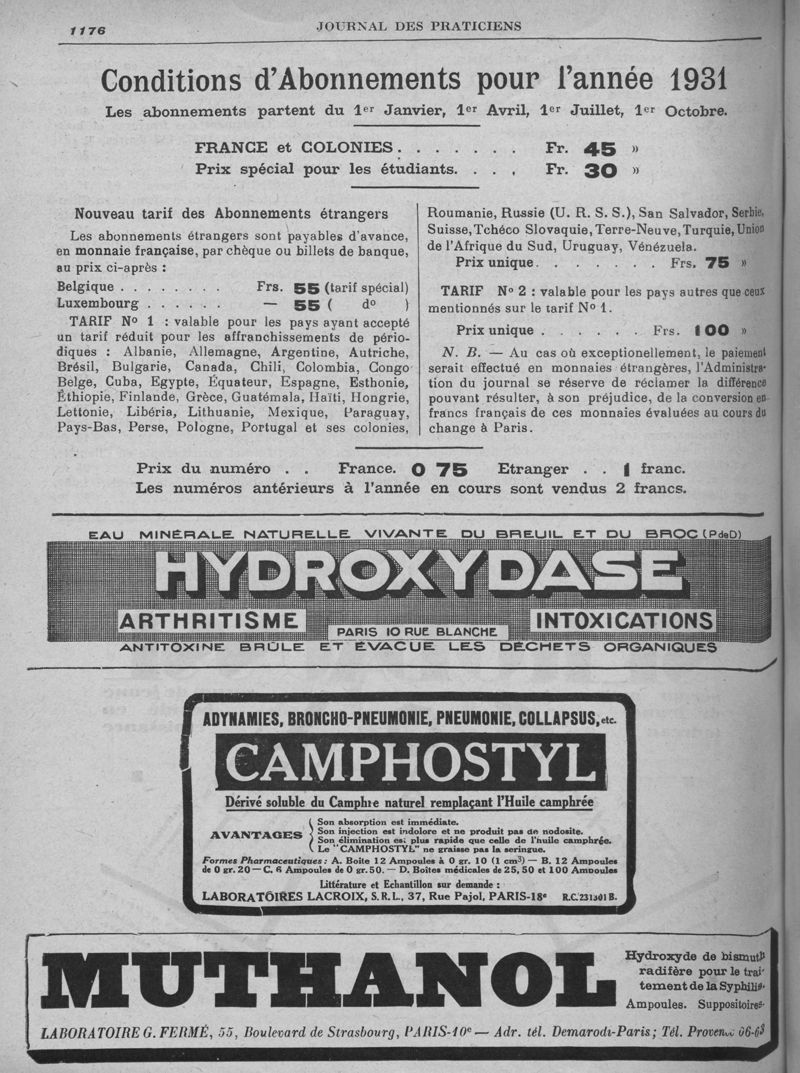 1176
JOURNAL DES PRATICIENS
Conditions d'Abonnements pour l'année 1931
Les abonnements partent du 1er Janvier, 1er Avril, 1er Juillet, 1er Octobre.
FRANCE et COLONIES. . . . . . . . Fr. 45 »
Prix spécial pour les étudiants. . . . Fr. 30 »
Nouveau tarif des Abonnements étrangers
Les abonnements étrangers sont payables d'avance,
en monnaie française, par chèque ou billets de banque,
au prix ci-après :
Belgique . . . . . . . . Frs. 55 (tarif spécial)
Luxembourg . . . . . . — 55 ( do )
TARIF No 1 : valable pour les pays ayant accepté
un tarif réduit pour les affranchissements de pério-
diques : Albanie, Allemagne, Argentine, Autriche,
Brésil, Bulgarie, Canada, Chili, Colombia, Congo
Belge, Cuba, Egypte, Équateur, Espagne, Esthonie,
Éthiopie, Finlande, Grèce, Guatémala, Haïti, Hongrie,
Lettonie, Libéria, Lithuanie, Mexique, Paraguay,
Pays-Bas, Perse, Pologne, Portugal et ses colonies,
Roumanie, Russie (U. R. S. S.), San Salvador, Serbie,
Suisse, Tchéco Slovaquie, Terre-Neuve, Turquie, Union
de l'Afrique du Sud, Uruguay, Vénézuela.
Prix unique. . . . . . . . Frs. 75 »
TARIF No 2 : valable pour les pays autres que ceux
mentionnés sur le tarif No 1.
Prix unique . . . . . . Frs. 100 »
N. B. — Au cas où exceptionellement, le paiement
serait effectué en monnaies étrangères, l'Administra-
tion du journal se réserve de réclamer la différence
pouvant résulter, à son préjudice, de la conversion en
francs français de ces monnaies évaluées au cours du
change à Paris.
Prix du numéro . . France. 0 75 Etranger . . 1 franc.
Les numéros antérieurs à l'année en cours sont vendus 2 francs.
EAU MINÉRALE NATURELLE VIVANTE DU BREUIL ET DU BROC (P de D)
HYDROXYDASE
ARTHRITISME
PARIS 10 RUE BLANCHE
INTOXICATIONS
ANTITOXINE BRÛLE ET ÉVACUE LES DÉCHETS ORGANIQUES
ADYNAMIES, BRONCHO-PNEUMONIE, PNEUMONIE, COLLAPSUS, etc.
CAMPHOSTYL
Dérivé soluble du Camphre naturel remplaçant l'Huile camphrée
AVANTAGES
Son absorption est immédiate.
Son injection est indolore et ne produit pas de nodosité.
Son élimination est plus rapide que celle de l'huile camphrée.
Le "CAMPHOSTYL" ne graisse pas la seringue.
Formes Pharmaceutiques : A. Boite 12 Ampoules à 0 gr. 10 (1 cm3) — B. 12 Ampoules
de 0 gr. 20 — C. 6 Ampoules de 0 gr. 50. — D. Boîtes médicales de 25, 50 et 100 Ampoules
Littérature et Echantillon sur demande :
LABORATOIRES LACROIX, S.R.L., 37, Rue Pajol, PARIS-18e R.C. 231301 B.
MUTHANOL
Hydroxyde de bismuth
radifère pour le trai-
tement de la Syphilis.
Ampoules. Suppositoires.
LABORATOIRE G. FERMÉ, 55, Boulevard de Strasbourg, PARIS-10e — Adr. tél. Demarodi-Paris ; Tél.